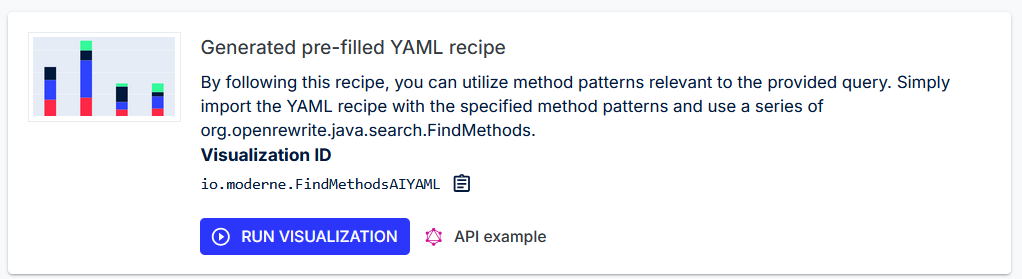 Generated pre-filled YAML recipe
By following this recipe, you can utilize method patterns relevant to the provided query. Simply
import the YAML recipe with the specified method patterns and use a series of
org.openrewrite.java.search.FindMethods.
Visualization ID
io.moderne.FindMethodsAIYAML
RUN VISUALIZATION API example